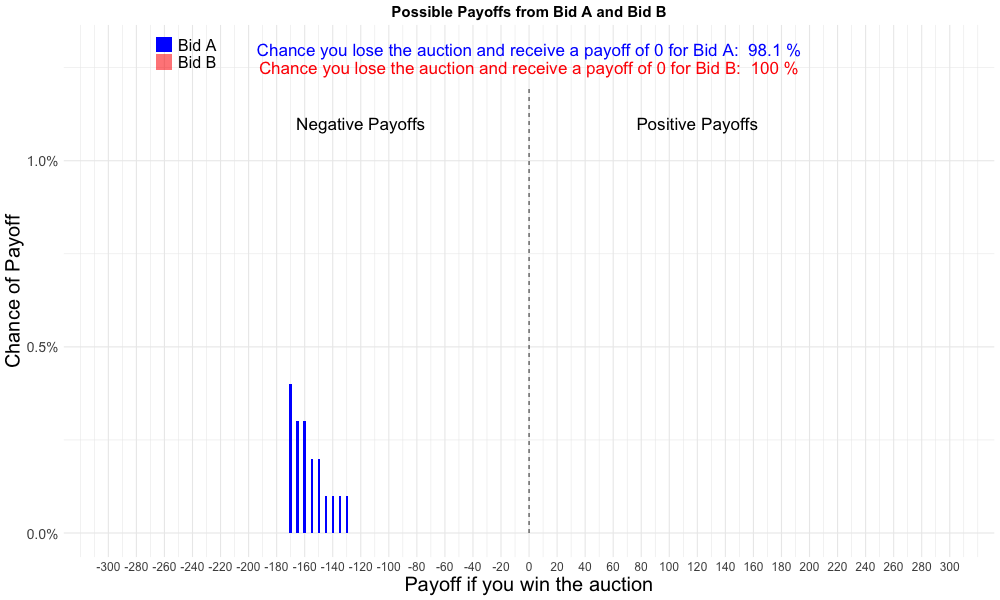 Possible Payoffs from Bid A and Bid B
Bid A
Bid B
Chance you lose the auction and receive a payoff of 0 for Bid A:  98.1 %
Chance you lose the auction and receive a payoff of 0 for Bid B:  100 %
Negative Payoffs
Positive Payoffs
Chance of Payoff
1.0%
0.5%
0.0%
-300 -280 -260 -240 -220 -200 -180 -160 -140 -120 -100 -80 -60 -40 -20 0 20 40 60 80 100 120 140 160 180 200 220 240 260 280 300
Payoff if you win the auction